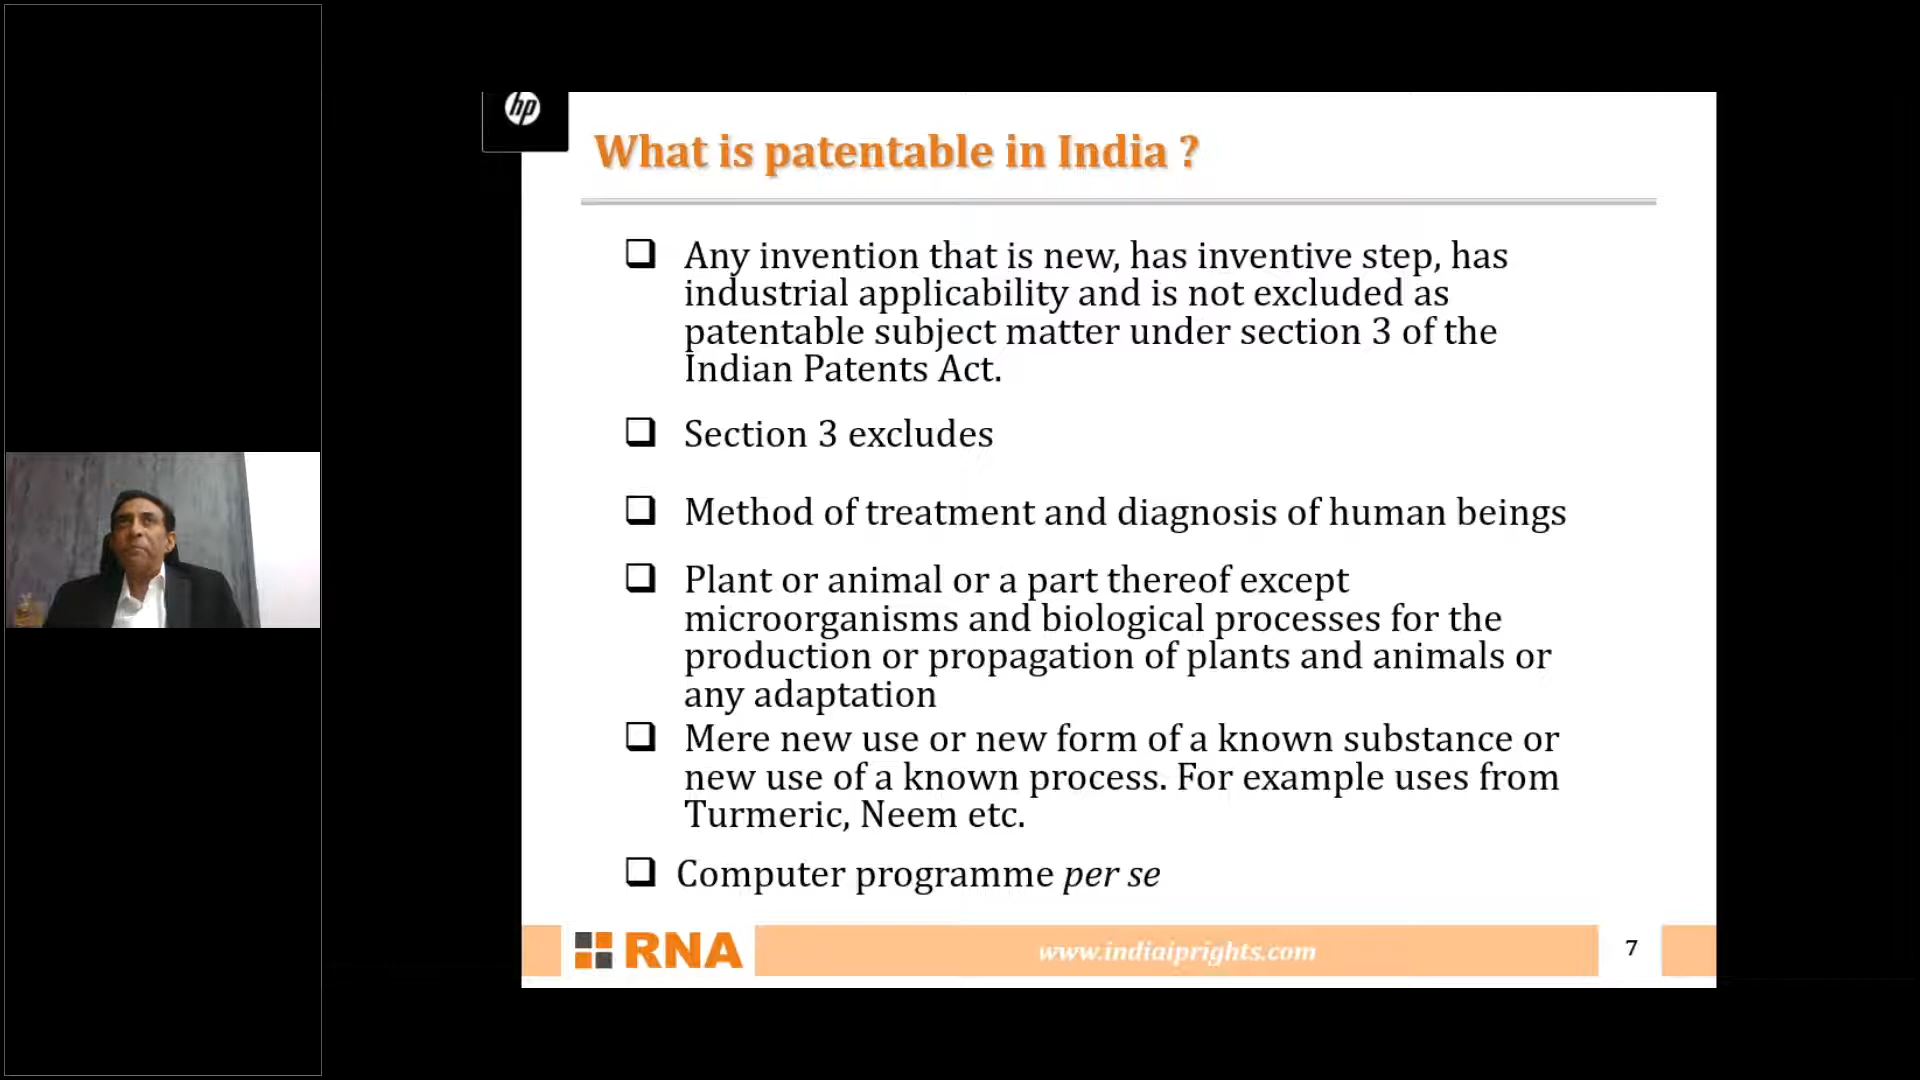 hp
What is patentable in India ?
Any invention that is new, has inventive step, has
industrial applicability and is not excluded as
patentable subject matter under section 3 of the
Indian Patents Act.
Section 3 excludes
Method of treatment and diagnosis of human beings
Plant or animal or a part thereof except
microorganisms and biological processes for the
production or propagation of plants and animals or
any adaptation
Mere new use or new form of a known substance or
new use of a known process. For example uses from
Turmeric, Neem etc.
Computer programme per se
RNA
www.indiaiprights.com
7